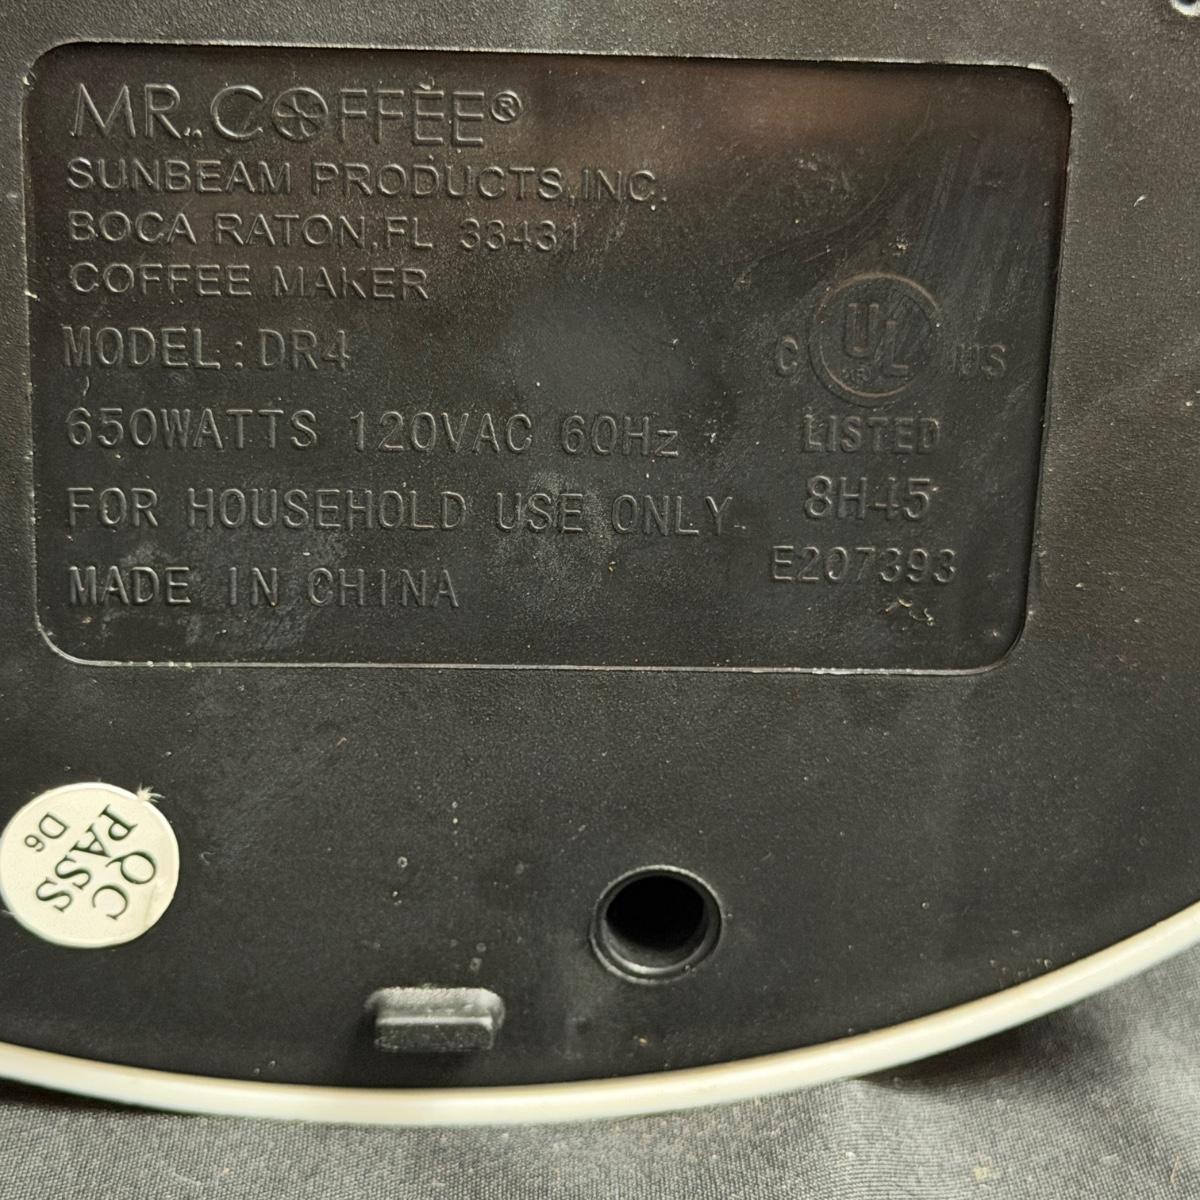 MR. COFFEE®
SUNBEAM PRODUCTS,INC.
BOCA RATON,FL 33431
COFFEE MAKER
MODEL:DR4
650WATTS 120VAC 60Hz
FOR HOUSEHOLD USE ONLY
MADE IN CHINA
C UL US
LISTED
8H45
E207393
QC
PASS
D6